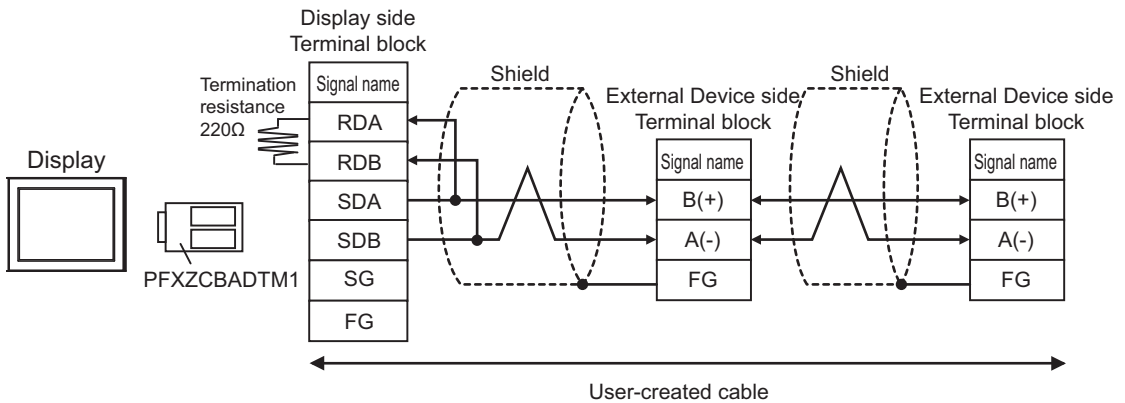 Display side
Terminal block
Termination
resistance
220Ω
Signal name
RDA
RDB
SDA
SDB
SG
FG
Display
PFXZCBADTM1
Shield
External Device side
Terminal block
Signal name
B(+)
A(-)
FG
Shield
External Device side
Terminal block
Signal name
B(+)
A(-)
FG
User-created cable